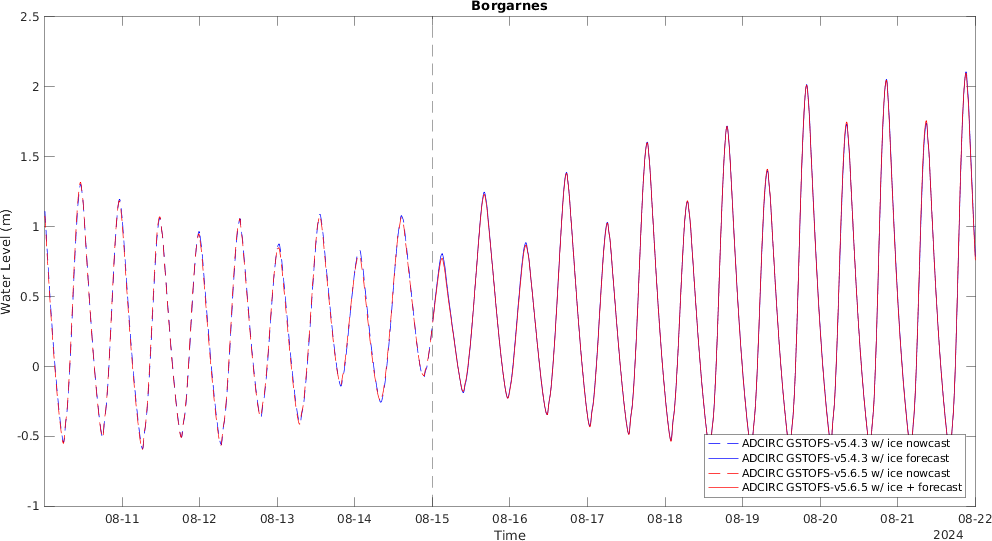 Borgarnes
2.5
2
1.5
1
0.5
0
-0.5
-1
Water Level (m)
08-11 08-12 08-13 08-14 08-15 08-16 08-17 08-18 08-19 08-20 08-21 08-22
Time
2024
ADCIRC GSTOFS-v5.4.3 w/ ice nowcast
ADCIRC GSTOFS-v5.4.3 w/ ice forecast
ADCIRC GSTOFS-v5.6.5 w/ ice nowcast
ADCIRC GSTOFS-v5.6.5 w/ ice + forecast